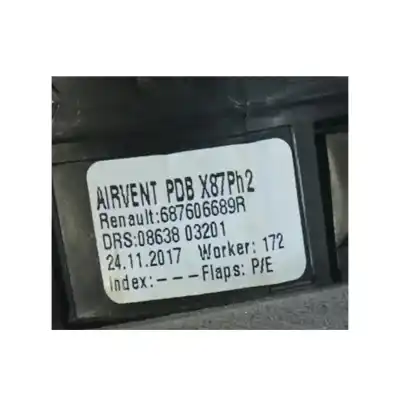 AIRVENT PDB X87Ph2
Renault:687606689R
DRS:08638 03201
24.11.2017 Worker: 172
Index:- - -Flaps: P/E